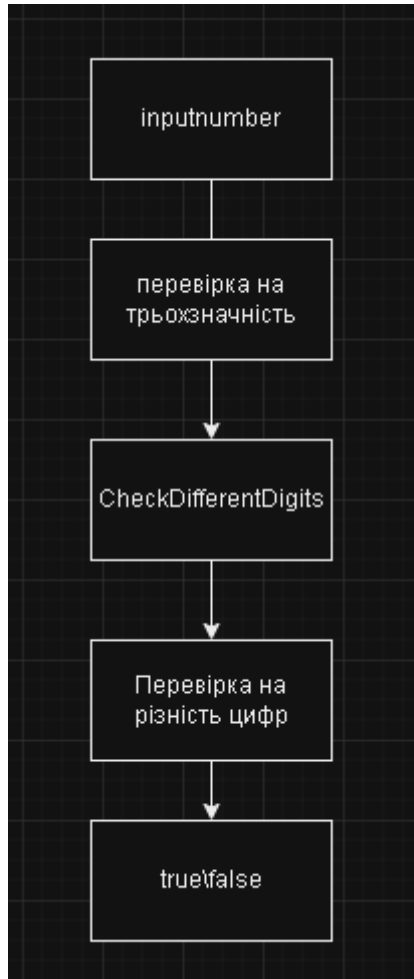 inputnumber
перевірка на
трьохзначність
CheckDifferentDigits
Перевірка на
різність цифр
true\false